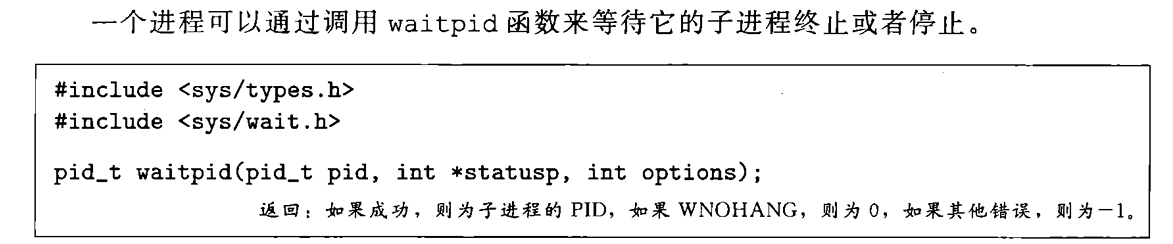 一个进程可以通过调用 waitpid 函数来等待它的子进程终止或者停止。
#include <sys/types.h>
#include <sys/wait.h>
pid_t waitpid(pid_t pid, int *statusp, int options);
返回：如果成功，则为子进程的 PID，如果 WNOHANG，则为 0，如果其他错误，则为－1。